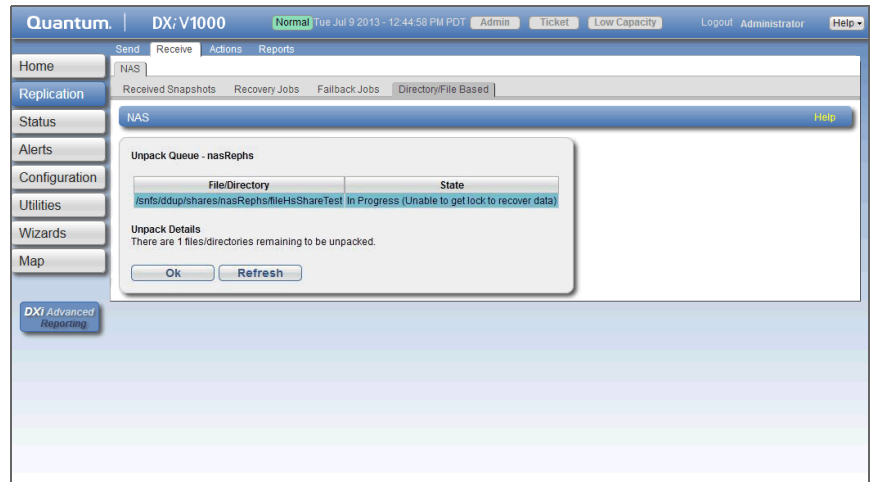 Quantum. DXi V1000 Normal Tue Jul 9 2013 - 12:44:58 PM PDT Admin Ticket Low Capacity Logout Administrator Help
Send Receive Actions Reports
Home
NAS
Replication
Received Snapshots Recovery Jobs Failback Jobs Directory/File Based
Status
NAS Help
Alerts
Unpack Queue - nasRephs
Configuration
File/Directory State
Utilities
/snfs/ddup/shares/nasRephs/fileHsShareTest In Progress (Unable to get lock to recover data)
Wizards
Unpack Details
There are 1 files/directories remaining to be unpacked.
Map
Ok Refresh
DXi Advanced
Reporting